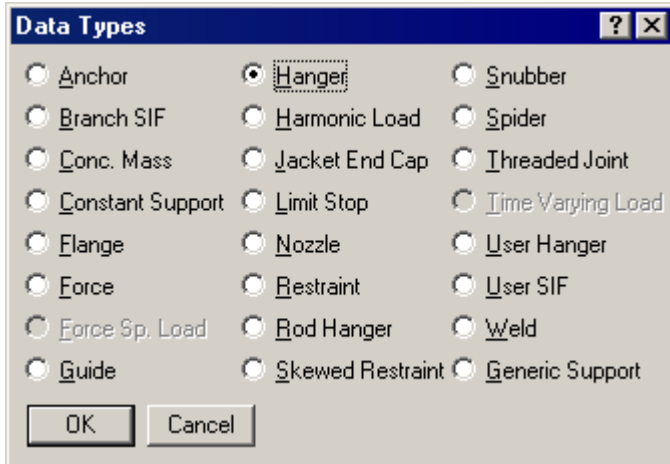 Data Types
Anchor Hanger Snubber
Branch SIF Harmonic Load Spider
Conc. Mass Jacket End Cap Threaded Joint
Constant Support Limit Stop Time Varying Load
Flange Nozzle User Hanger
Force Restraint User SIF
Force Sp. Load Rod Hanger Weld
Guide Skewed Restraint Generic Support
OK Cancel